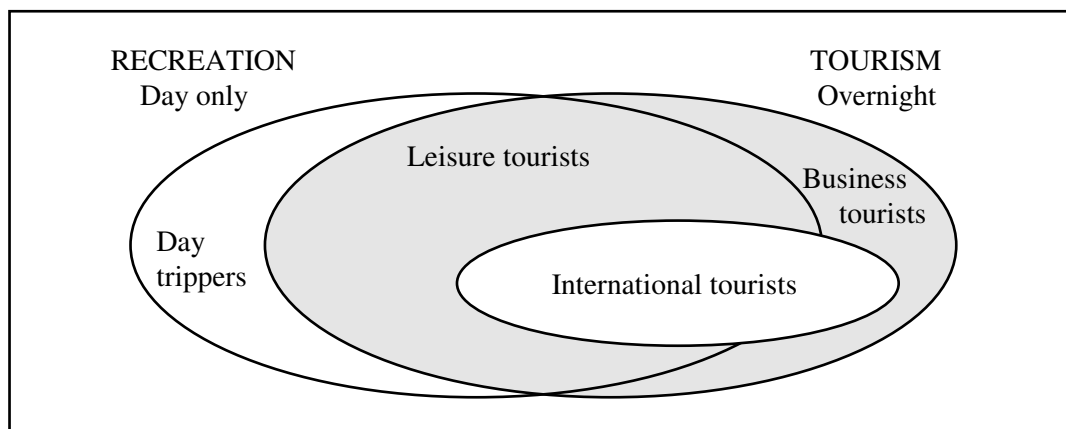 RECREATION
Day only
TOURISM
Overnight
Leisure tourists
Business
tourists
Day
trippers
International tourists